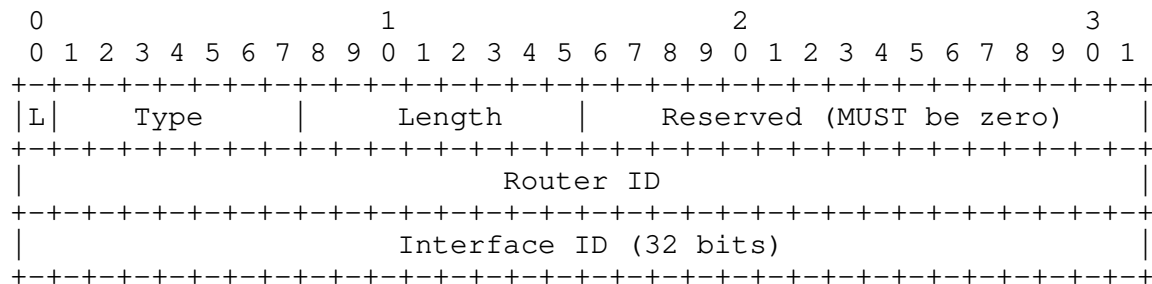 0                   1                   2                   3
 0 1 2 3 4 5 6 7 8 9 0 1 2 3 4 5 6 7 8 9 0 1 2 3 4 5 6 7 8 9 0 1
+-+-+-+-+-+-+-+-+-+-+-+-+-+-+-+-+-+-+-+-+-+-+-+-+-+-+-+-+-+-+-+-+
|L|    Type     |     Length    |    Reserved (MUST be zero)    |
+-+-+-+-+-+-+-+-+-+-+-+-+-+-+-+-+-+-+-+-+-+-+-+-+-+-+-+-+-+-+-+-+
|                           Router ID                           |
+-+-+-+-+-+-+-+-+-+-+-+-+-+-+-+-+-+-+-+-+-+-+-+-+-+-+-+-+-+-+-+-+
|                     Interface ID (32 bits)                    |
+-+-+-+-+-+-+-+-+-+-+-+-+-+-+-+-+-+-+-+-+-+-+-+-+-+-+-+-+-+-+-+-+